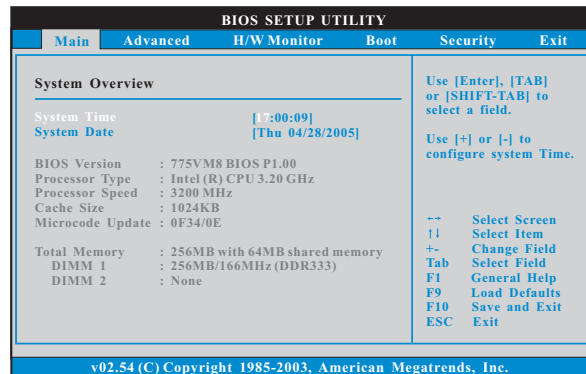 BIOS SETUP UTILITY
Main Advanced H/W Monitor Boot Security Exit
System Overview
System Time [17:00:09]
System Date [Thu 04/28/2005]
BIOS Version : 775VM8 BIOS P1.00
Processor Type : Intel (R) CPU 3.20 GHz
Processor Speed : 3200 MHz
Cache Size : 1024KB
Microcode Update : 0F34/0E
Total Memory : 256MB with 64MB shared memory
DIMM 1 : 256MB/166MHz (DDR333)
DIMM 2 : None
Use [Enter], [TAB]
or [SHIFT-TAB] to
select a field.
Use [+] or [-] to
configure system Time.
←→ Select Screen
↑↓ Select Item
+- Change Field
Tab Select Field
F1 General Help
F9 Load Defaults
F10 Save and Exit
ESC Exit
v02.54 (C) Copyright 1985-2003, American Megatrends, Inc.